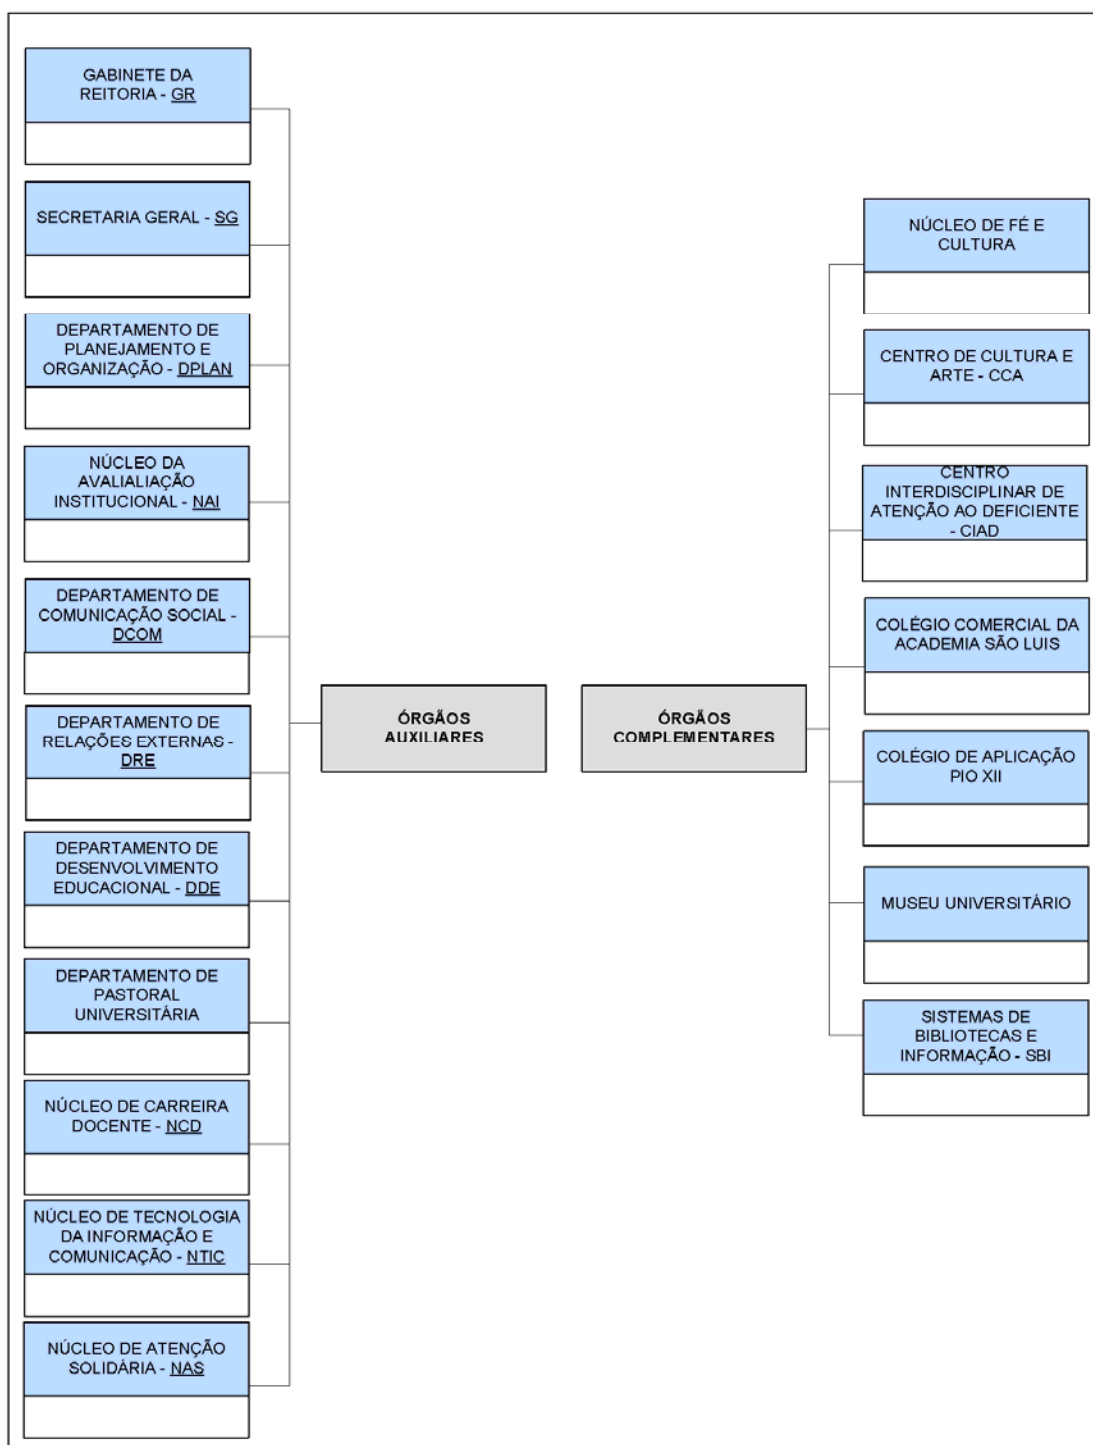 GABINETE DA
REITORIA - GR
SECRETARIA GERAL - SG
DEPARTAMENTO DE
PLANEJAMENTO E
ORGANIZAÇÃO - DPLAN
NÚCLEO DA
AVALIALIAÇÃO
INSTITUCIONAL - NAI
DEPARTAMENTO DE
COMUNICAÇÃO SOCIAL -
DCOM
DEPARTAMENTO DE
RELAÇÕES EXTERNAS -
DRE
DEPARTAMENTO DE
DESENVOLVIMENTO
EDUCACIONAL - DDE
DEPARTAMENTO DE
PASTORAL
UNIVERSITÁRIA
NÚCLEO DE CARREIRA
DOCENTE - NCD
NÚCLEO DE TECNOLOGIA
DA INFORMAÇÃO E
COMUNICAÇÃO - NTIC
NÚCLEO DE ATENÇÃO
SOLIDÁRIA - NAS
ÓRGÃOS
AUXILIARES
ÓRGÃOS
COMPLEMENTARES
NÚCLEO DE FÉ E
CULTURA
CENTRO DE CULTURA E
ARTE - CCA
CENTRO
INTERDISCIPLINAR DE
ATENÇÃO AO DEFICIENTE
- CIAD
COLÉGIO COMERCIAL DA
ACADEMIA SÃO LUIS
COLÉGIO DE APLICAÇÃO
PIO XII
MUSEU UNIVERSITÁRIO
SISTEMAS DE
BIBLIOTECAS E
INFORMAÇÃO - SBI